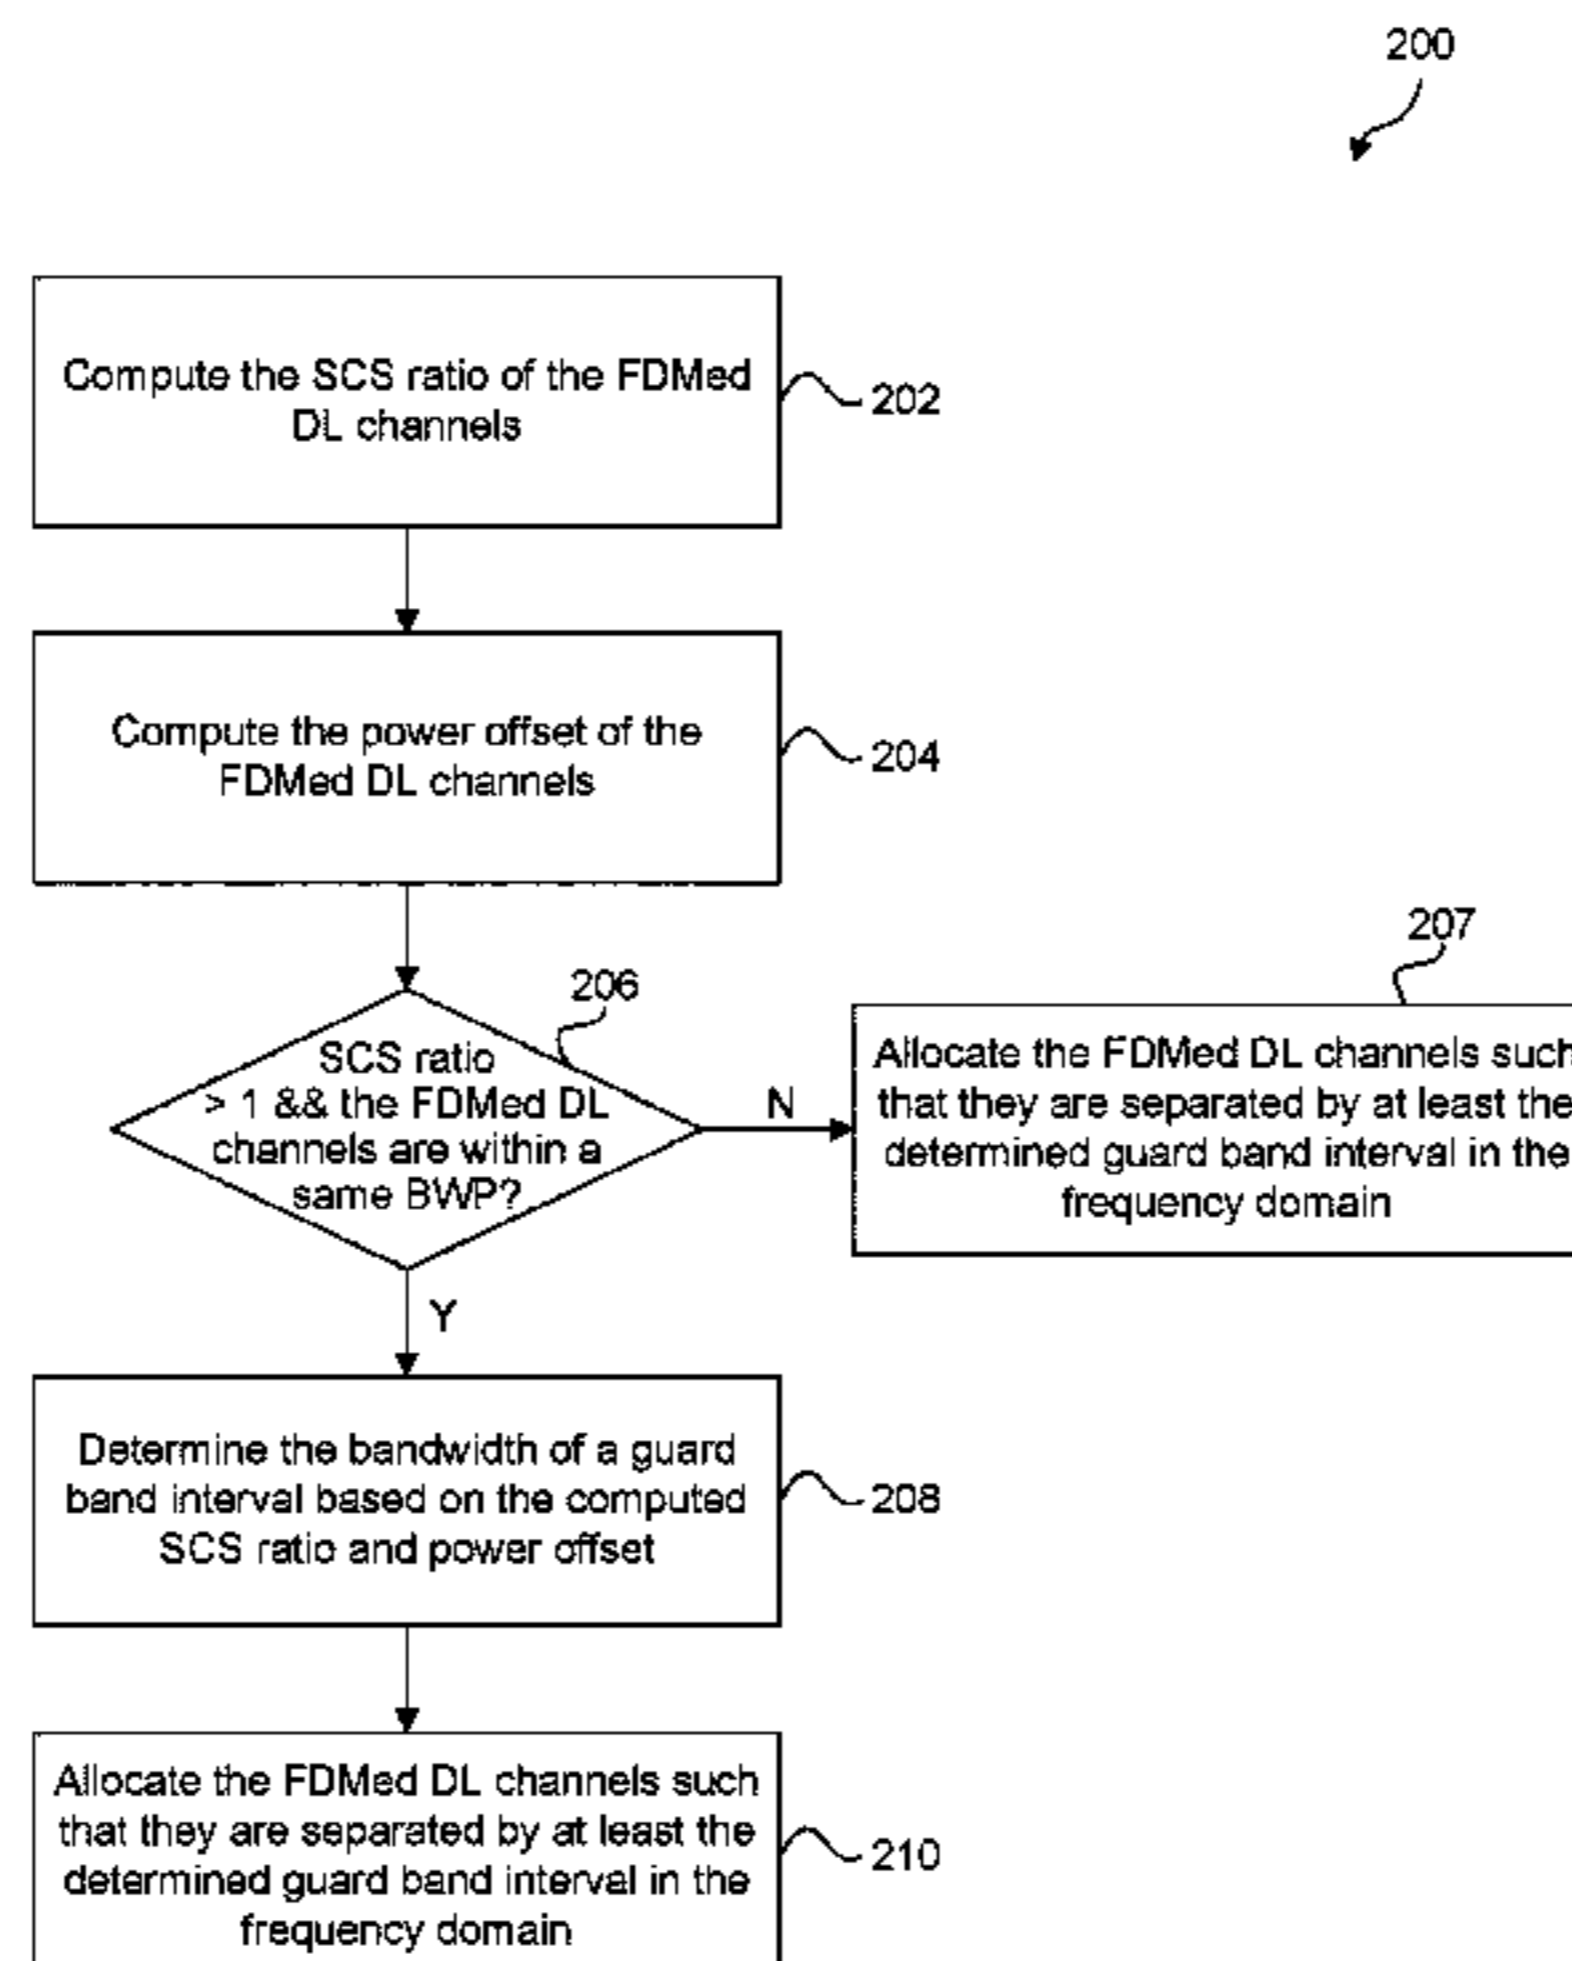 200
Compute the SCS ratio of the FDMed
DL channels
202
Compute the power offset of the
FDMed DL channels
204
206
SCS ratio
> 1 && the FDMed DL
channels are within a
same BWP?
N
207
Allocate the FDMed DL channels such
that they are separated by at least the
determined guard band interval in the
frequency domain
Y
Determine the bandwidth of a guard
band interval based on the computed
SCS ratio and power offset
208
Allocate the FDMed DL channels such
that they are separated by at least the
determined guard band interval in the
frequency domain
210